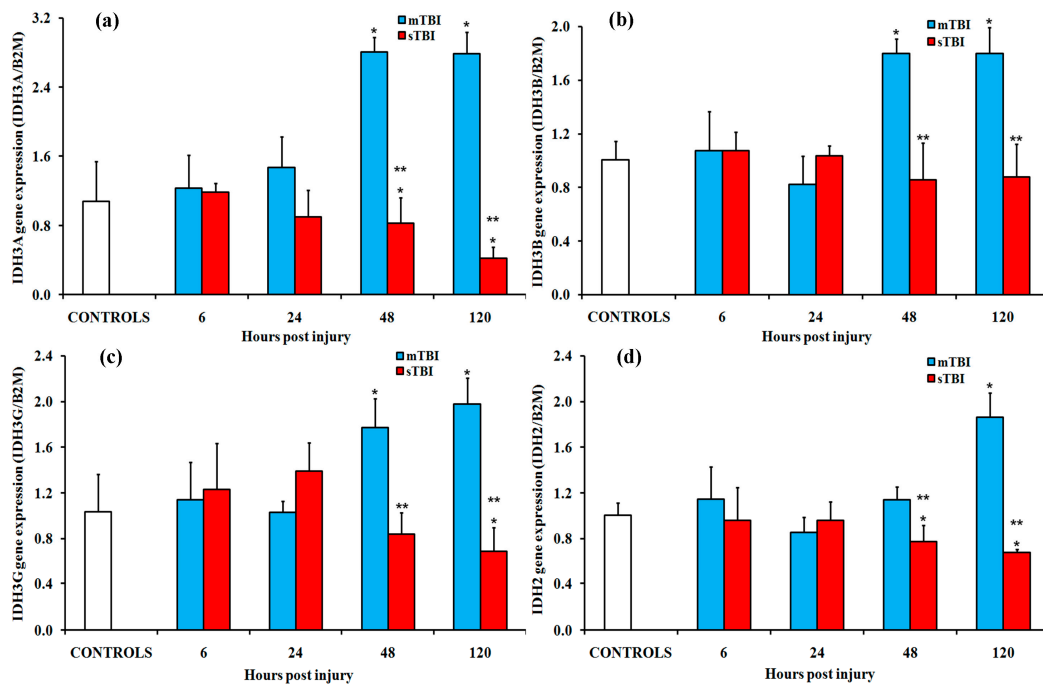 (a)
mTBI
sTBI
IDH3A gene expression (IDH3A/B2M)
3.2
2.4
1.6
0.8
0.0
*
*
**
*
**
*
CONTROLS 6 24 48 120
Hours post injury
(b)
mTBI
sTBI
IDH3B gene expression (IDH3B/B2M)
2.0
1.6
1.2
0.8
0.4
0.0
*
*
**
**
CONTROLS 6 24 48 120
Hours post injury
(c)
mTBI
sTBI
IDH3G gene expression (IDH3G/B2M)
2.4
2.0
1.6
1.2
0.8
0.4
0.0
*
*
**
**
*
CONTROLS 6 24 48 120
Hours post injury
(d)
mTBI
sTBI
IDH2 gene expression (IDH2/B2M)
2.4
2.0
1.6
1.2
0.8
0.4
0.0
*
**
*
**
*
CONTROLS 6 24 48 120
Hours post injury